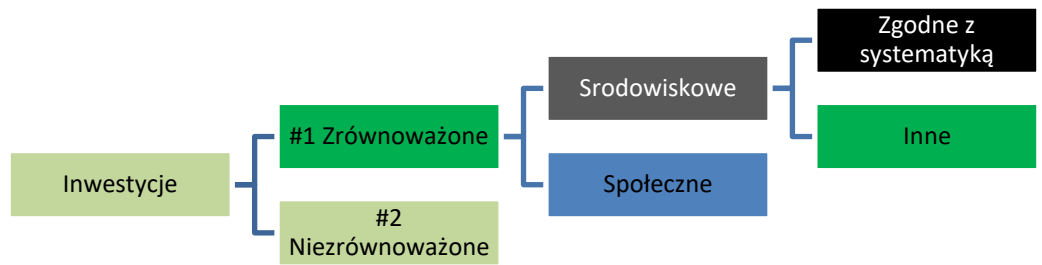 Zgodne z
systematyką
Srodowiskowe
#1 Zrównoważone
Inne
Inwestycje
Społeczne
#2
Niezrównoważone